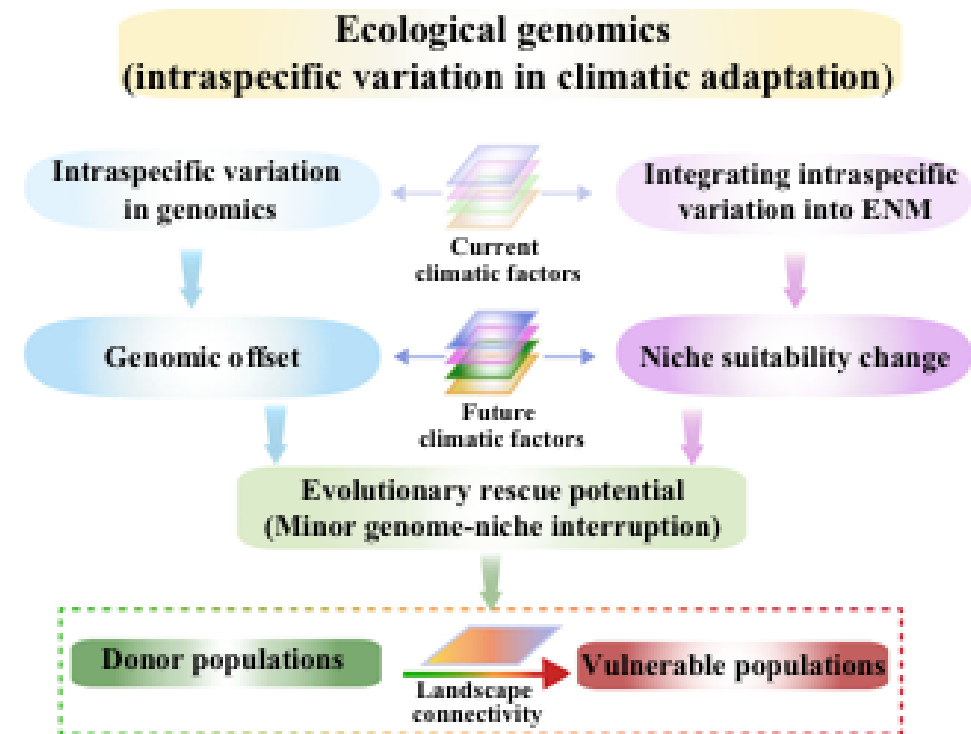 Ecological genomics
(intraspecific variation in climatic adaptation)
Intraspecific variation
in genomics
Integrating intraspecific
variation into ENM
Current
climatic factors
Genomic offset
Niche suitability change
Future
climatic factors
Evolutionary rescue potential
(Minor genome-niche interruption)
Donor populations
Vulnerable populations
Landscape
connectivity